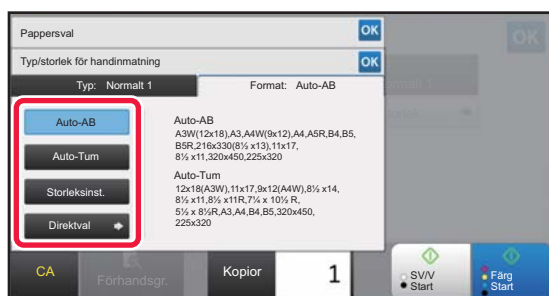 Pappersval
OK
OK
Typ/storlek för handinmatning
OK
Typ: Normalt 1
Format: Auto-AB
Auto-AB
Auto-Tum
Storleksinst.
Direktval
Auto-AB
A3W(12x18),A3,A4W(9x12),A4,A5R,B4,B5,
B5R,216x330(8½ x13),11x17,
8½ x11,320x450,225x320
Auto-Tum
12x18(A3W),11x17,9x12(A4W),8½ x14,
8½ x11,8½ x11R,7¼ x 10½ R,
5½ x 8½R,A3,A4,B4,B5,320x450,
225x320
CA
Förhandsgr.
Kopior
1
SV/V
Start
Färg
Start